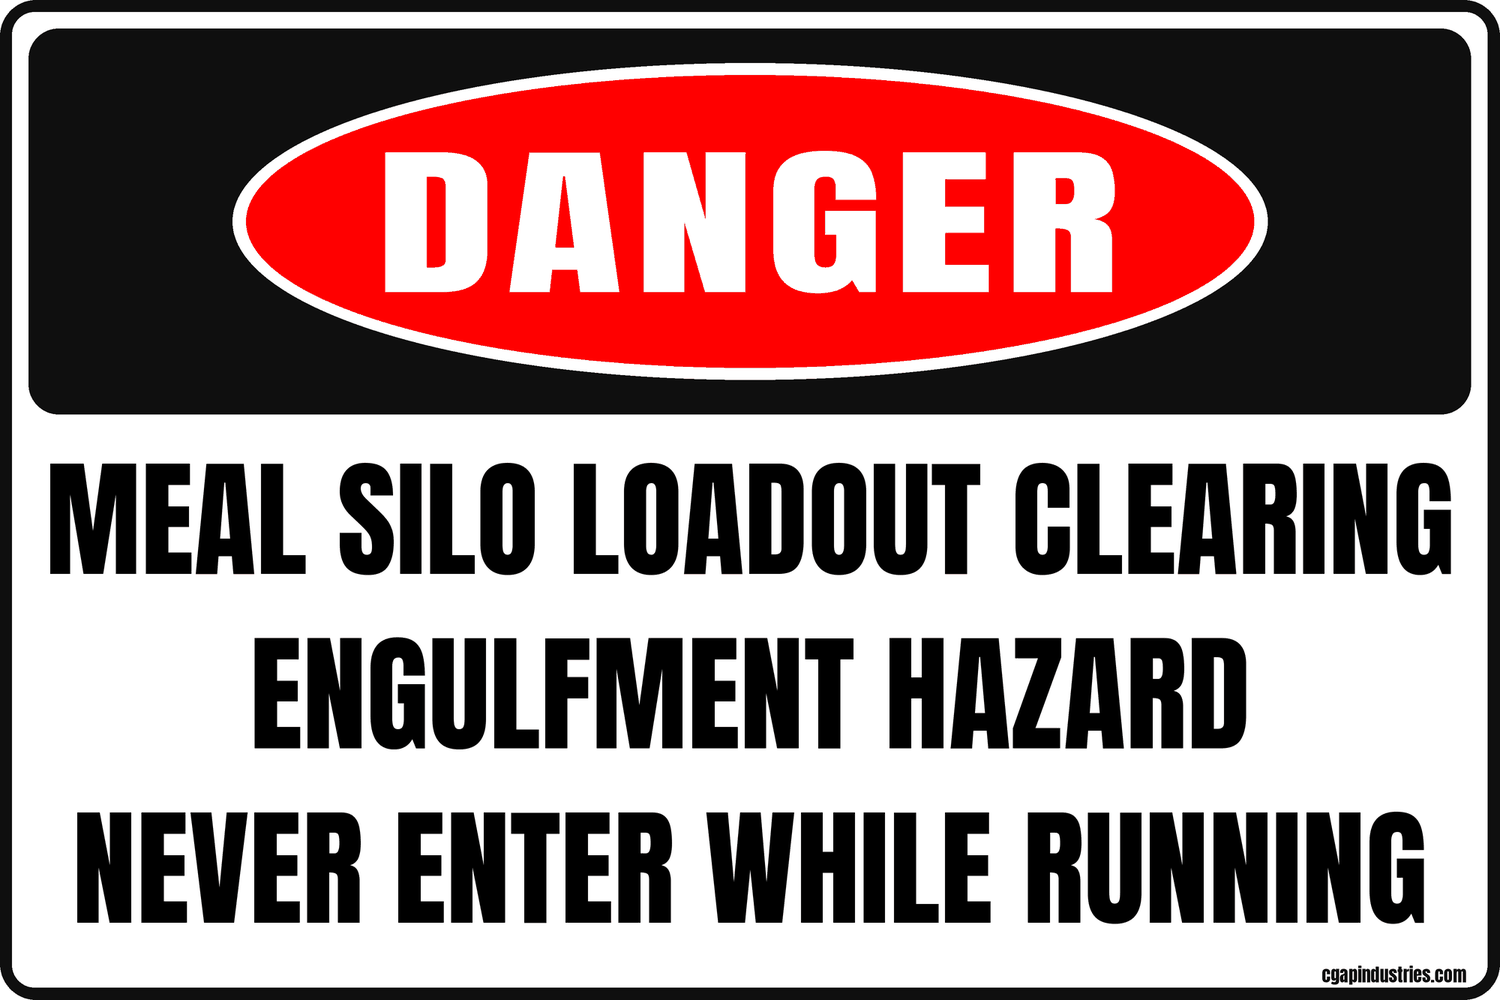 DANGER
MEAL SILO LOADOUT CLEARING
ENGULFMENT HAZARD
NEVER ENTER WHILE RUNNING
cgapindustries.com